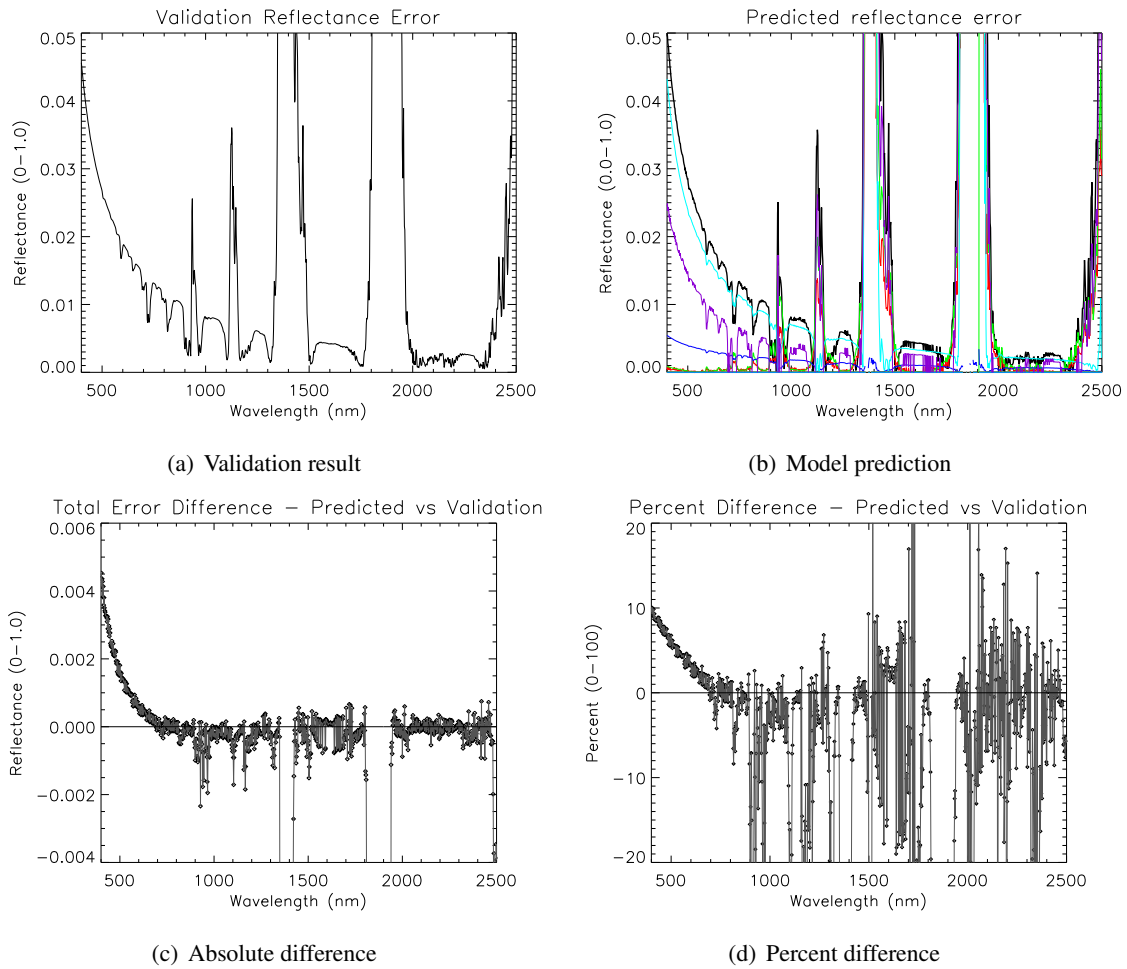 Validation Reflectance Error
Reflectance (0-1.0)
0.05
0.04
0.03
0.02
0.01
0.00
500 1000 1500 2000 2500
Wavelength (nm)
(a) Validation result
Predicted reflectance error
Reflectance (0.0-1.0)
0.05
0.04
0.03
0.02
0.01
0.00
500 1000 1500 2000 2500
Wavelength (nm)
(b) Model prediction
Total Error Difference - Predicted vs Validation
Reflectance (0-1.0)
0.006
0.004
0.002
0.000
-0.002
-0.004
500 1000 1500 2000 2500
Wavelength (nm)
(c) Absolute difference
Percent Difference - Predicted vs Validation
Percent (0-100)
20
10
0
-10
-20
500 1000 1500 2000 2500
Wavelength (nm)
(d) Percent difference